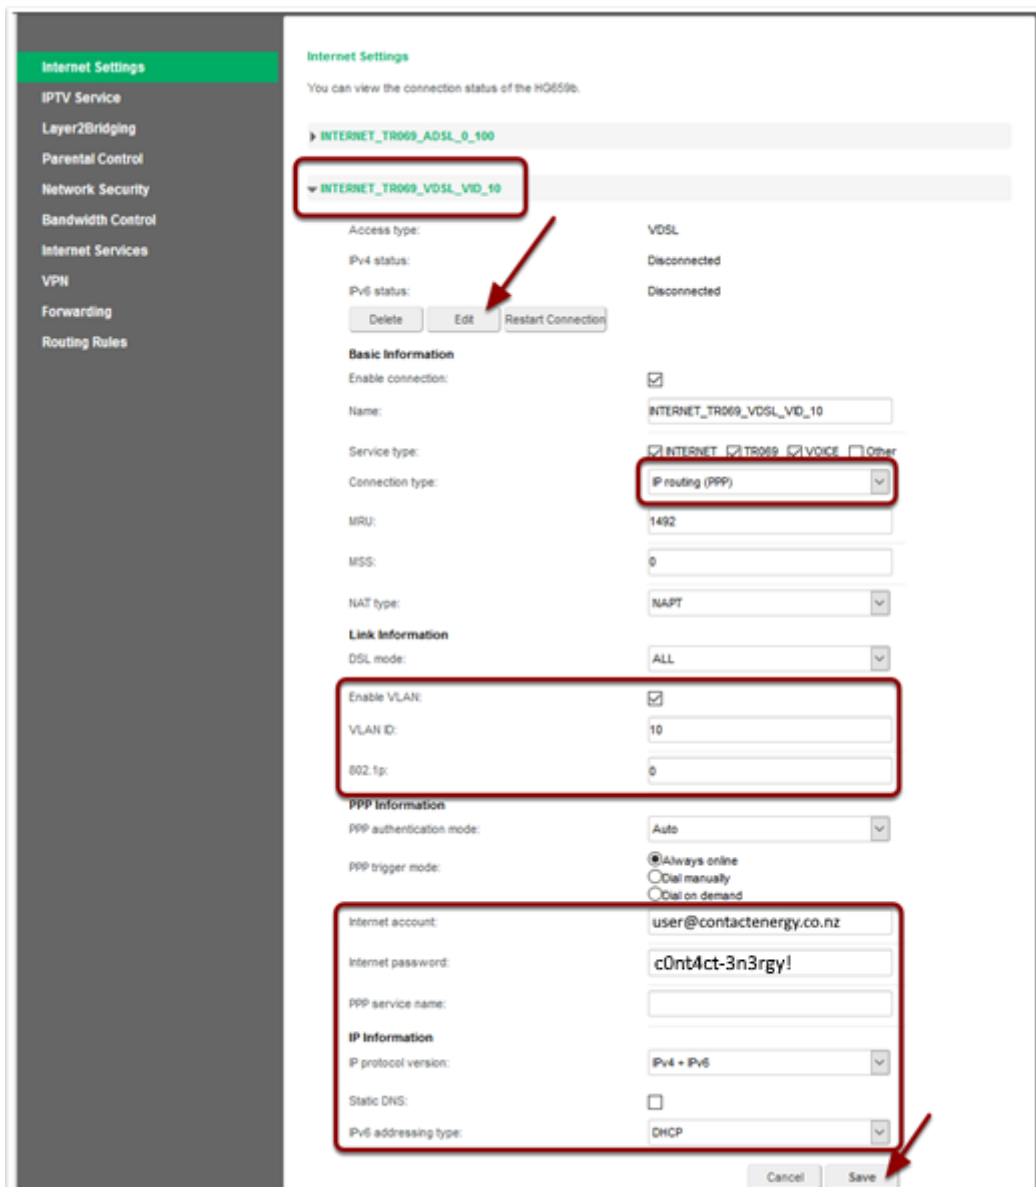 Internet Settings
IPTV Service
Layer2Bridging
Parental Control
Network Security
Bandwidth Control
Internet Services
VPN
Forwarding
Routing Rules
Internet Settings
You can view the connection status of the HG659b.
INTERNET_TR069_ADSL_0_100
INTERNET_TR069_VDSL_VID_10
Access type: VDSL
IPv4 status: Disconnected
IPv6 status: Disconnected
Delete Edit Restart Connection
Basic Information
Enable connection:
Name: INTERNET_TR069_VDSL_VID_10
Service type: INTERNET TR069 VOICE Other
Connection type: IP routing (PPP)
MRU: 1492
MSS: 0
NAT type: NAPT
Link Information
DSL mode: ALL
Enable VLAN:
VLAN ID: 10
802.1p: 0
PPP Information
PPP authentication mode: Auto
PPP trigger mode: Always online
Dial manually
Dial on demand
Internet account: user@contactenergy.co.nz
Internet password: c0nt4ct-3n3rgy!
PPP service name:
IP Information
IP protocol version: IPv4 + IPv6
Static DNS:
IPv6 addressing type: DHCP
Cancel Save